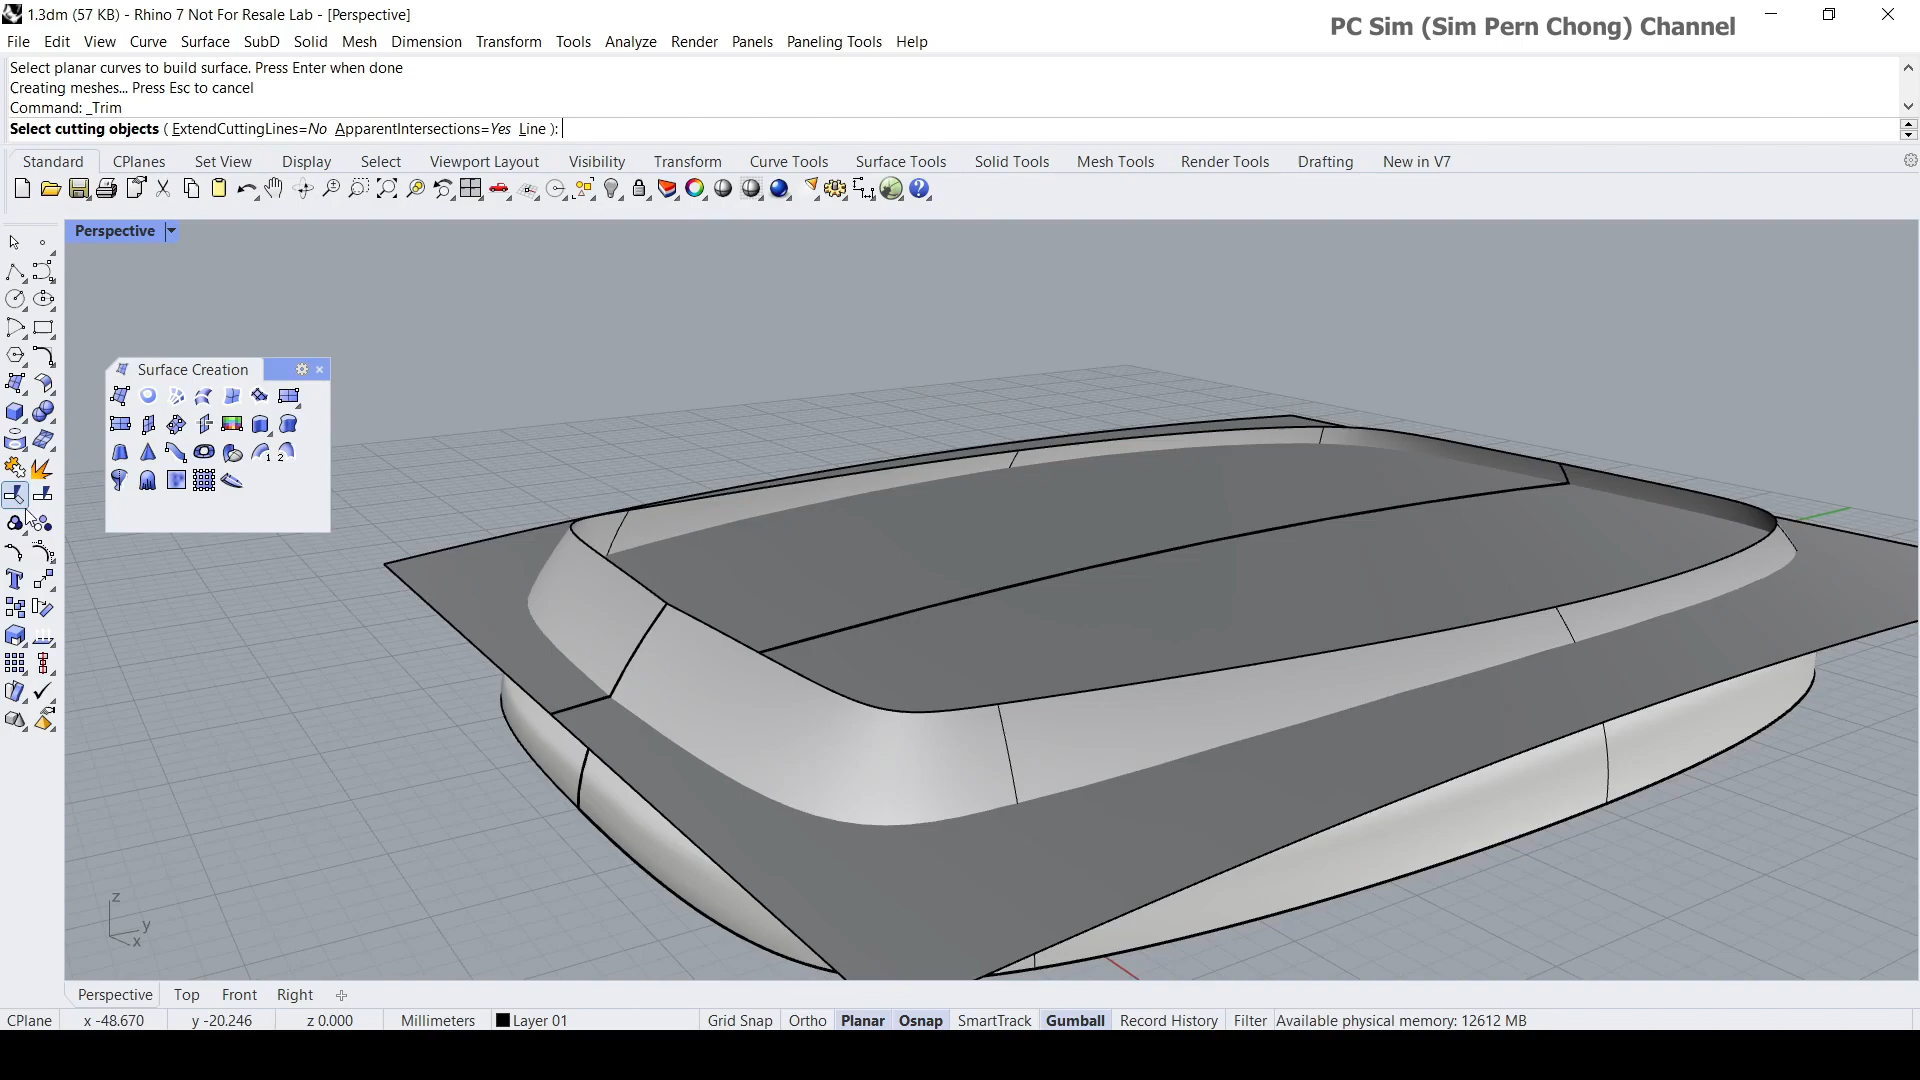 1.3dm (57 KB) - Rhino 7 Not For Resale Lab - [Perspective]
PC Sim (Sim Pern Chong) Channel
File Edit View Curve Surface SubD Solid Mesh Dimension Transform Tools Analyze Render Panels Paneling Tools Help
Select planar curves to build surface. Press Enter when done
Creating meshes... Press Esc to cancel
Command: _Trim
Select cutting objects ( ExtendCuttingLines=No ApparentIntersections=Yes Line ):
Standard CPlanes Set View Display Select Viewport Layout Visibility Transform Curve Tools Surface Tools Solid Tools Mesh Tools Render Tools Drafting New in V7
Perspective
Surface Creation
1 2
z
y
x
Perspective Top Front Right
CPlane x -48.670 y -20.246 z 0.000 Millimeters Layer 01 Grid Snap Ortho Planar Osnap SmartTrack Gumball Record History Filter Available physical memory: 12612 MB